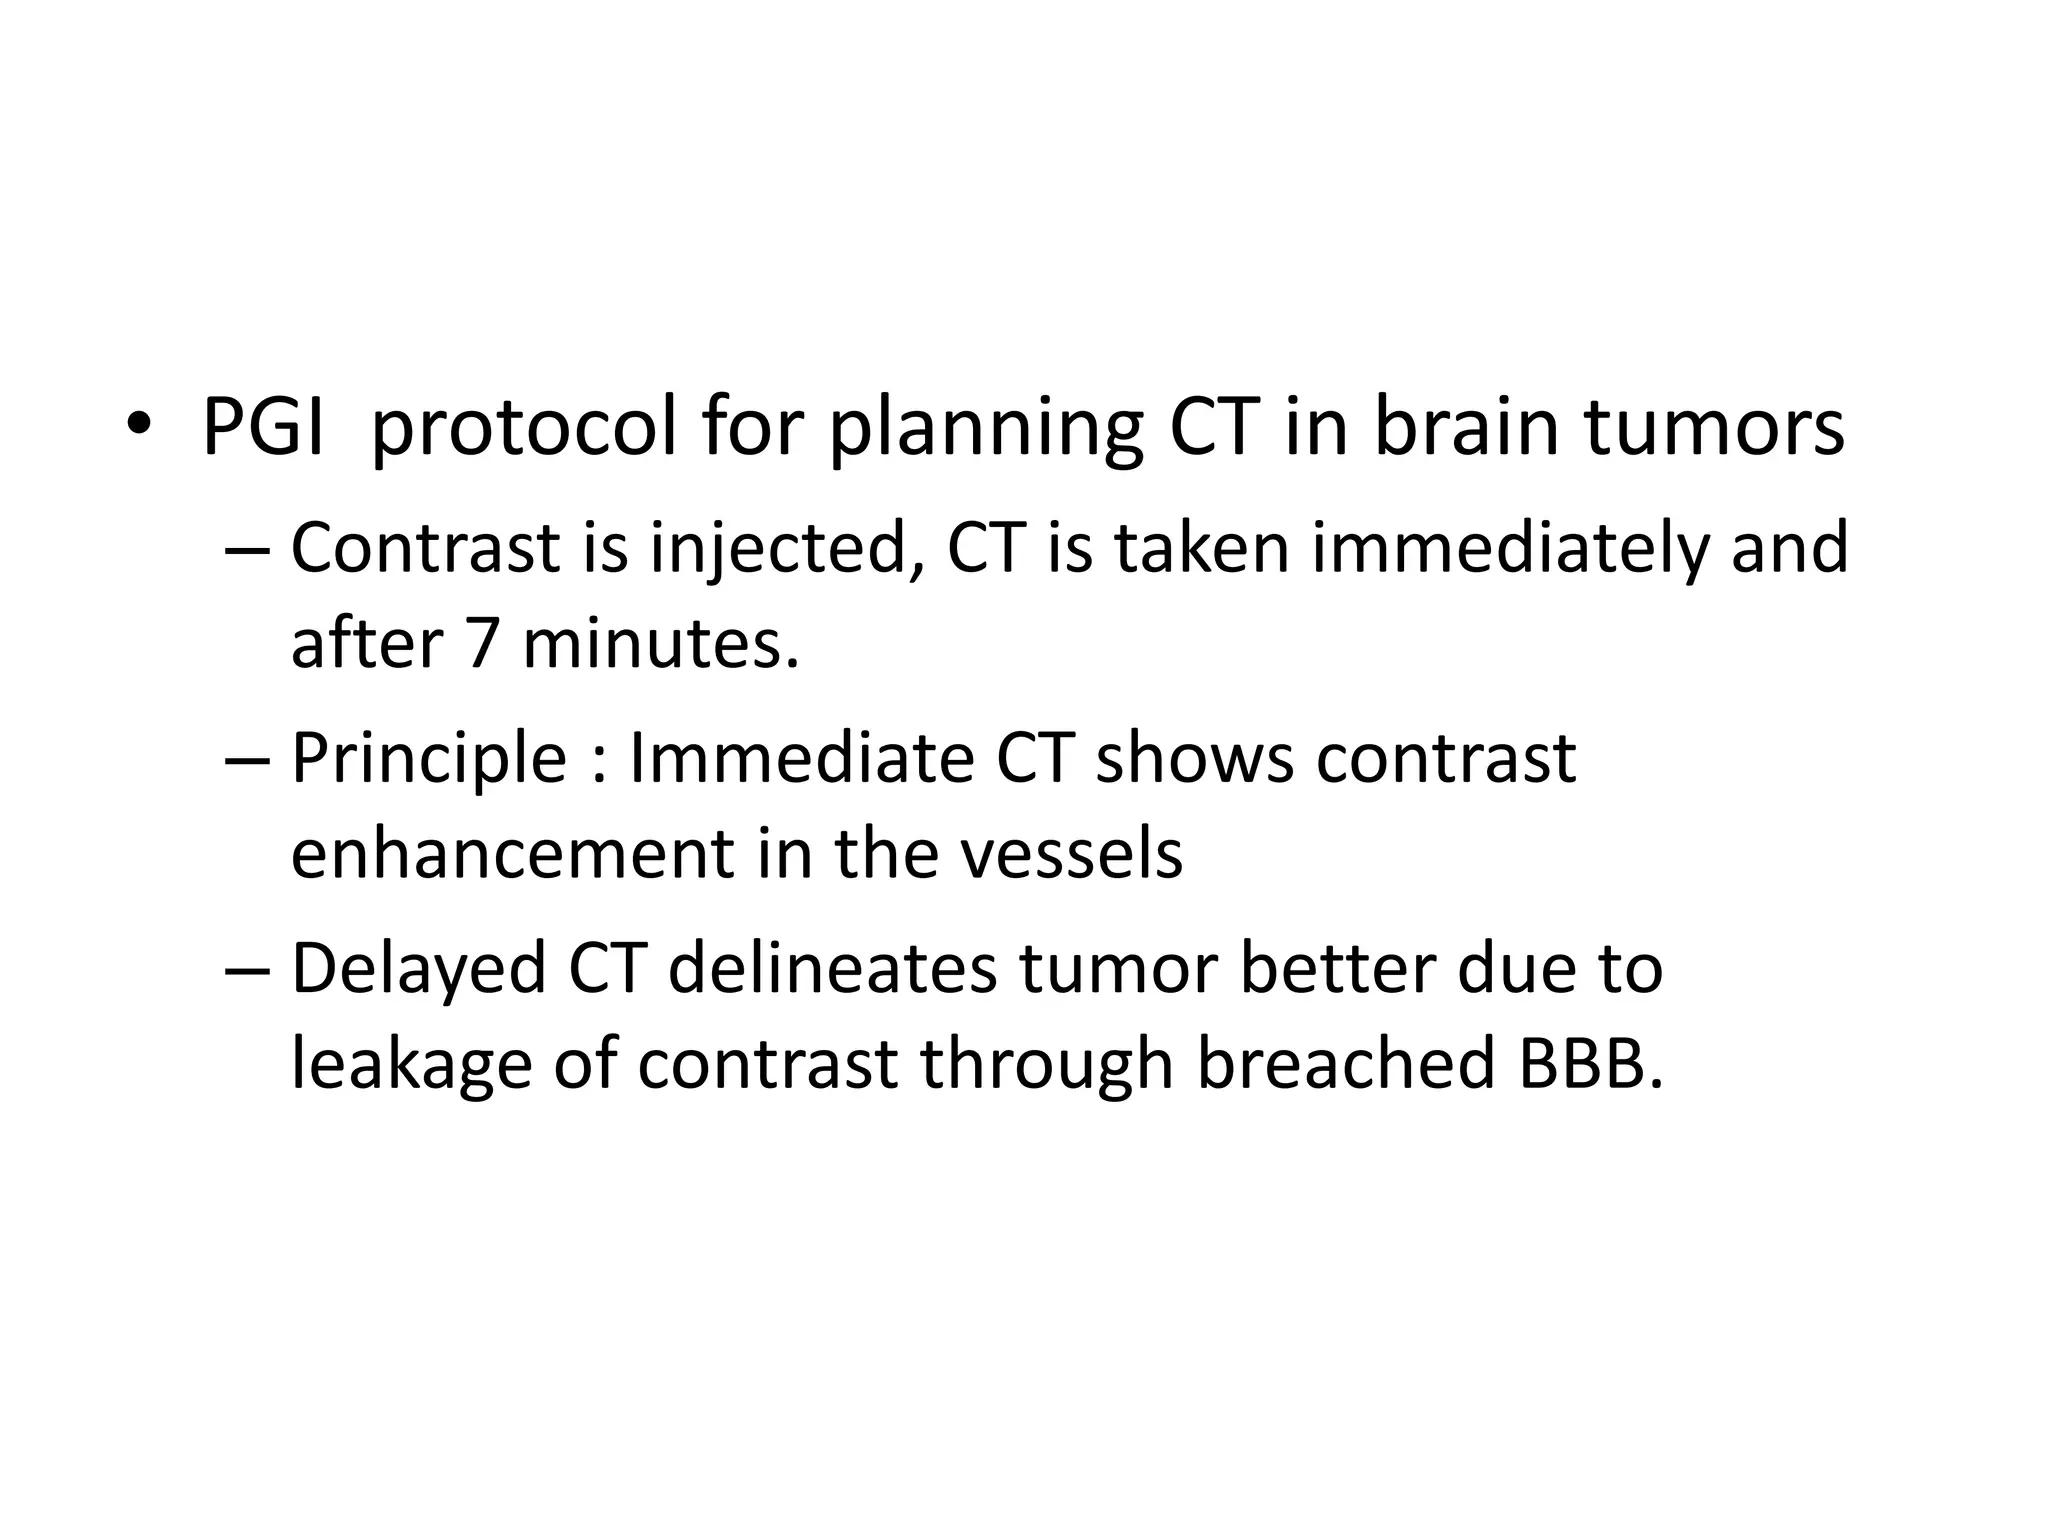 • PGI  protocol for planning CT in brain tumors
– Contrast is injected, CT is taken immediately and
after 7 minutes.
– Principle : Immediate CT shows contrast
enhancement in the vessels
– Delayed CT delineates tumor better due to
leakage of contrast through breached BBB.